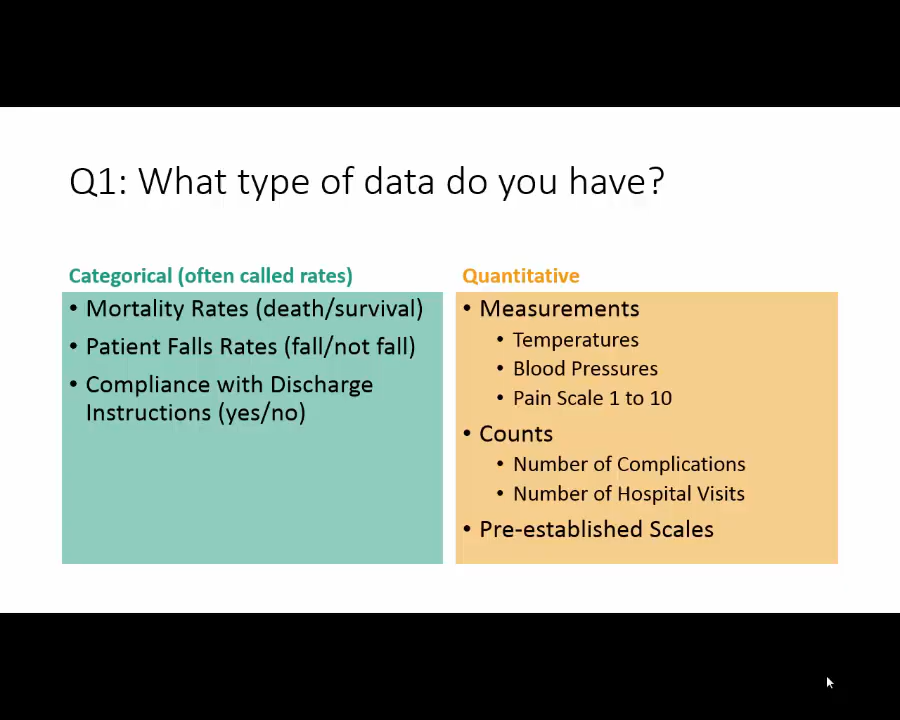 Q1: What type of data do you have?
Categorical (often called rates)
• Mortality Rates (death/survival)
• Patient Falls Rates (fall/not fall)
• Compliance with Discharge
Instructions (yes/no)
Quantitative
• Measurements
• Temperatures
• Blood Pressures
• Pain Scale 1 to 10
• Counts
• Number of Complications
• Number of Hospital Visits
• Pre-established Scales